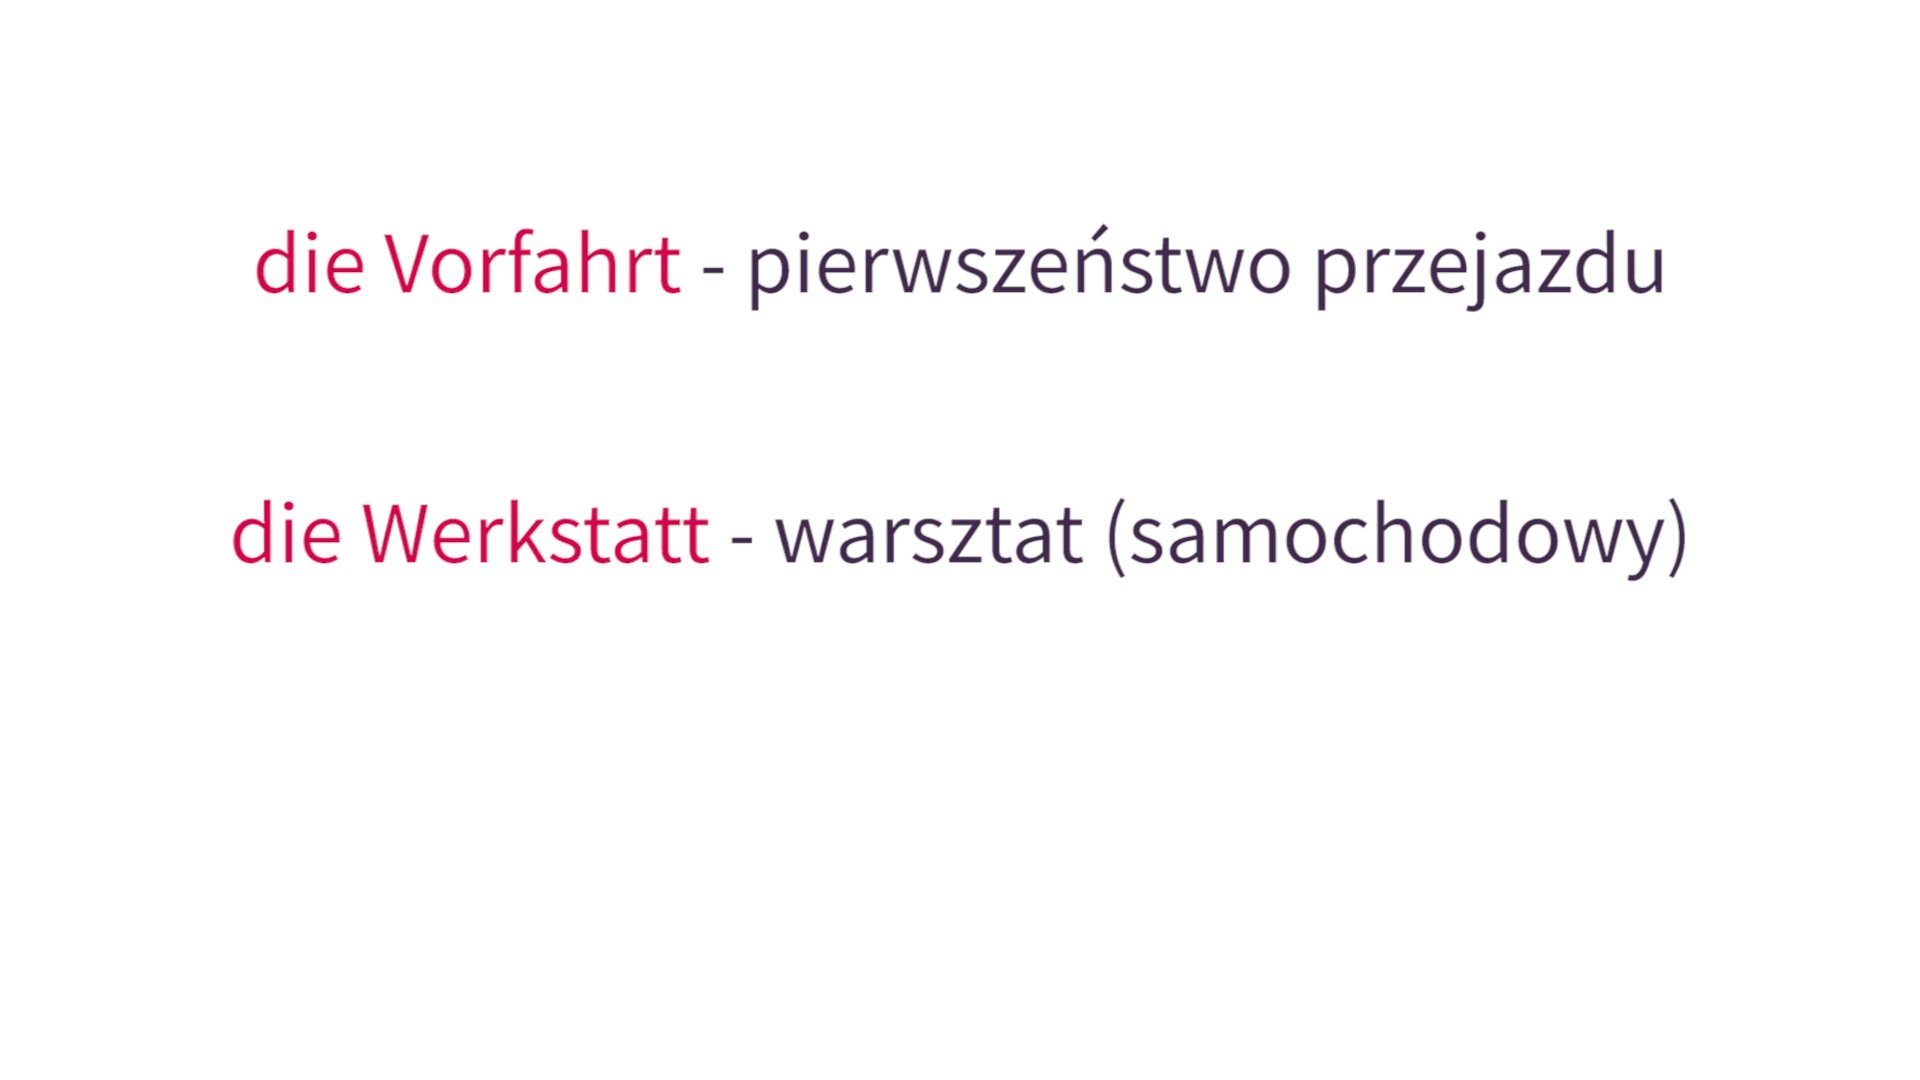 die Vorfahrt - pierwszeństwo przejazdu
die Werkstatt - warsztat (samochodowy)